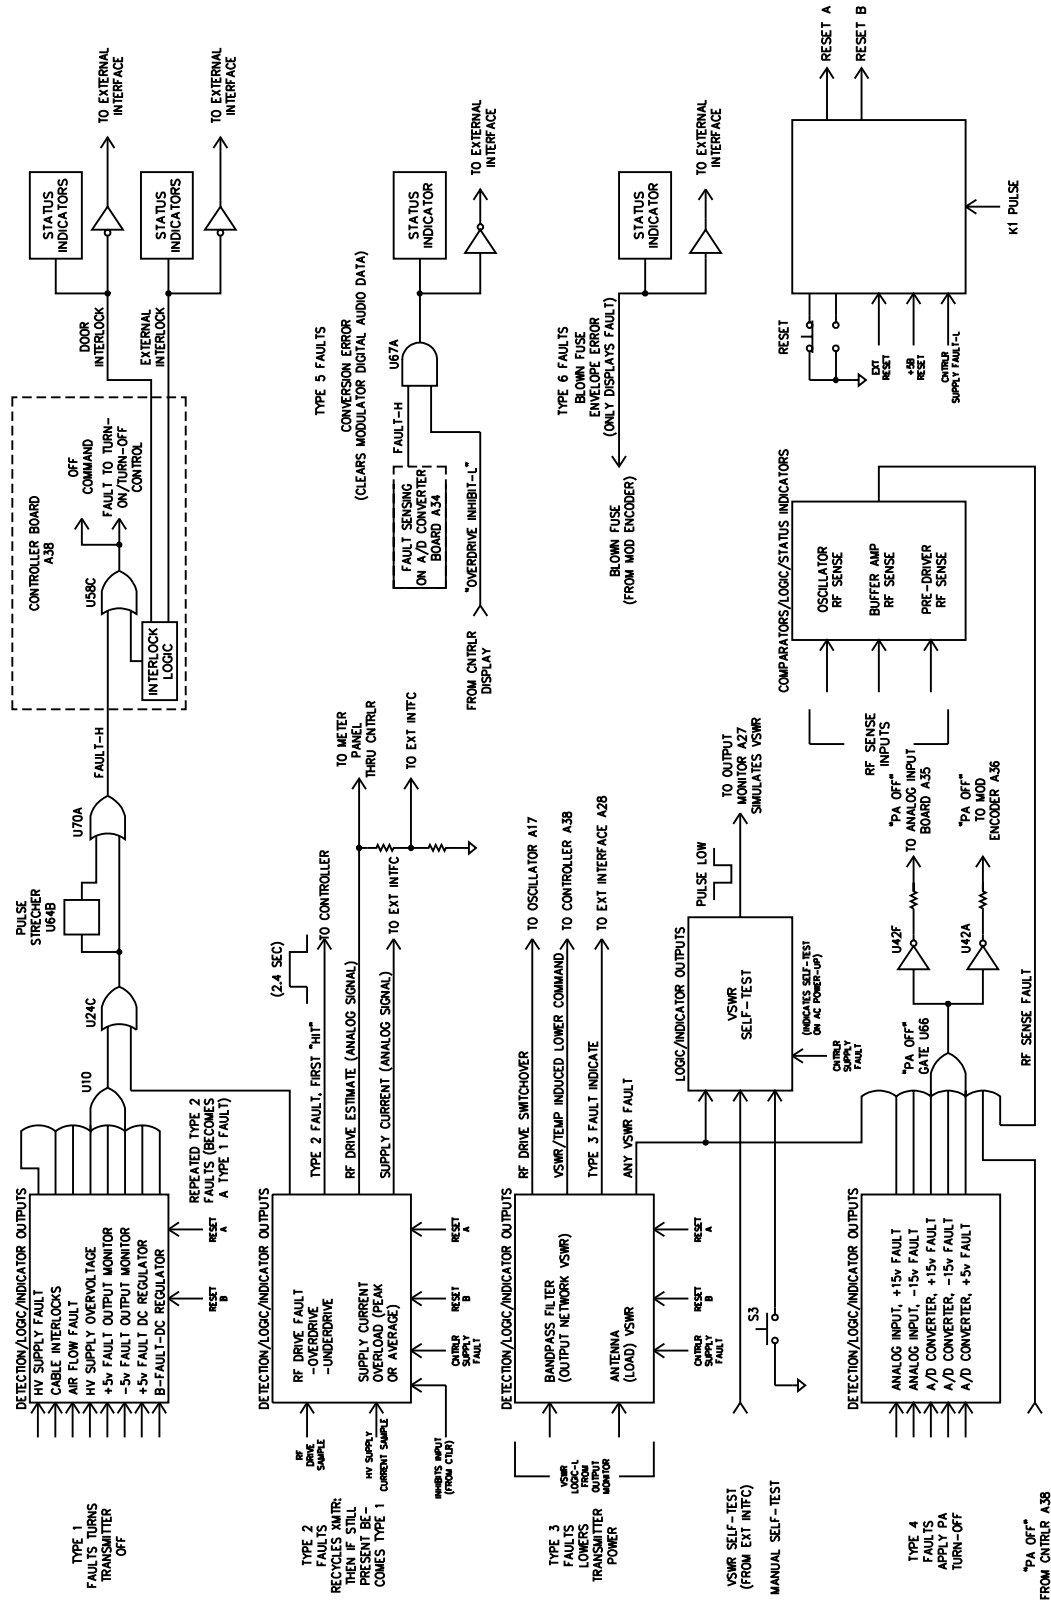 TYPE 1
FAULTS TURNS
TRANSMITTER
OFF
DETECTION/LOGIC/INDICATOR OUTPUTS
HV SUPPLY FAULT
CABLE INTERLOCKS
AIR FLOW FAULT
HV SUPPLY OVERVOLTAGE
+5v FAULT OUTPUT MONITOR
-5v FAULT OUTPUT MONITOR
+5v FAULT DC REGULATOR
B-FAULT-DC REGULATOR
RESET
B
RESET
A
REPEATED TYPE 2
FAULTS (BECOMES
A TYPE 1 FAULT)
U10
U24C
PULSE
STRECHER
U64B
U70A
FAULT-H
CONTROLLER BOARD
A38
U58C
INTERLOCK
LOGIC
OFF
COMMAND
FAULT TO TURN-
ON/TURN-OFF
CONTROL
DOOR
INTERLOCK
EXTERNAL
INTERLOCK
STATUS
INDICATORS
TO EXTERNAL
INTERFACE
STATUS
INDICATORS
TO EXTERNAL
INTERFACE
TYPE 2
FAULTS
RECYCLES XMTR:
THEN IF STILL
PRESENT BE-
COMES TYPE 1
DETECTION/LOGIC/INDICATOR OUTPUTS
RF
DRIVE
SAMPLE
HV SUPPLY
CURRENT SAMPLE
INHIBITS INPUT
(FROM CTLR)
RF DRIVE FAULT
-OVERDRIVE
-UNDERDRIVE
SUPPLY CURRENT
OVERLOAD (PEAK
OR AVERAGE)
CNTRLR
SUPPLY
FAULT
RESET
B
RESET
A
TYPE 2 FAULT, FIRST "HIT"
(2.4 SEC)
TO CONTROLLER
RF DRIVE ESTIMATE (ANALOG SIGNAL)
SUPPLY CURRENT (ANALOG SIGNAL)
TO EXT INTFC
TO METER
PANEL
THRU CNTRLR
TO EXT INTFC
TYPE 5 FAULTS
CONVERSION ERROR
(CLEARS MODULATOR DIGITAL AUDIO DATA)
FAULT SENSING
ON A/D CONVERTER
BOARD A34
FAULT-H
U67A
"OVERDRIVE INHIBIT-L"
FROM CNTRLR
DISPLAY
STATUS
INDICATOR
TO EXTERNAL
INTERFACE
TYPE 3
FAULTS
LOWERS
TRANSMITTER
POWER
VSWR
LOGIC-L
FROM
OUTPUT
MONITOR
DETECTION/LOGIC/INDICATOR OUTPUTS
BANDPASS FILTER
(OUTPUT NETWORK VSWR)
ANTENNA
(LOAD) VSWR
CNTRLR
SUPPLY
FAULT
RESET
B
RESET
A
RF DRIVE SWITCHOVER
TO OSCILLATOR A17
VSWR/TEMP INDUCED LOWER COMMAND
TO CONTROLLER A38
TYPE 3 FAULT INDICATE
TO EXT INTERFACE A28
ANY VSWR FAULT
TYPE 6 FAULTS
BLOWN FUSE
ENVELOPE ERROR
(ONLY DISPLAYS FAULT)
BLOWN FUSE
(FROM MOD ENCODER)
STATUS
INDICATOR
TO EXTERNAL
INTERFACE
VSWR SELF-TEST
(FROM EXT INTFC)
MANUAL SELF-TEST
S3
LOGIC/INDICATOR OUTPUTS
VSWR
SELF-TEST
(INDICATES SELF-TEST
ON AC POWER-UP)
CNTRLR
SUPPLY
FAULT
PULSE LOW
TO OUTPUT
MONITOR A27
SIMULATES VSWR
COMPARATORS/LOGIC/STATUS INDICATORS
OSCILLATOR
RF SENSE
BUFFER AMP
RF SENSE
PRE-DRIVER
RF SENSE
RF SENSE
INPUTS
RESET
EXT
RESET
+5B
RESET
CNTRLR
SUPPLY FAULT-L
K1 PULSE
RESET A
RESET B
TYPE 4
FAULTS
APPLY PA
TURN-OFF
DETECTION/LOGIC/INDICATOR OUTPUTS
ANALOG INPUT, +15v FAULT
ANALOG INPUT, -15v FAULT
A/D CONVERTER, +15v FAULT
A/D CONVERTER, -15v FAULT
A/D CONVERTER, +5v FAULT
"PA OFF"
GATE U66
U42F
U42A
"PA OFF"
TO ANALOG INPUT
BOARD A35
"PA OFF"
TO MOD
ENCODER A36
RF SENSE FAULT
"PA OFF"
FROM CNTRLR A38